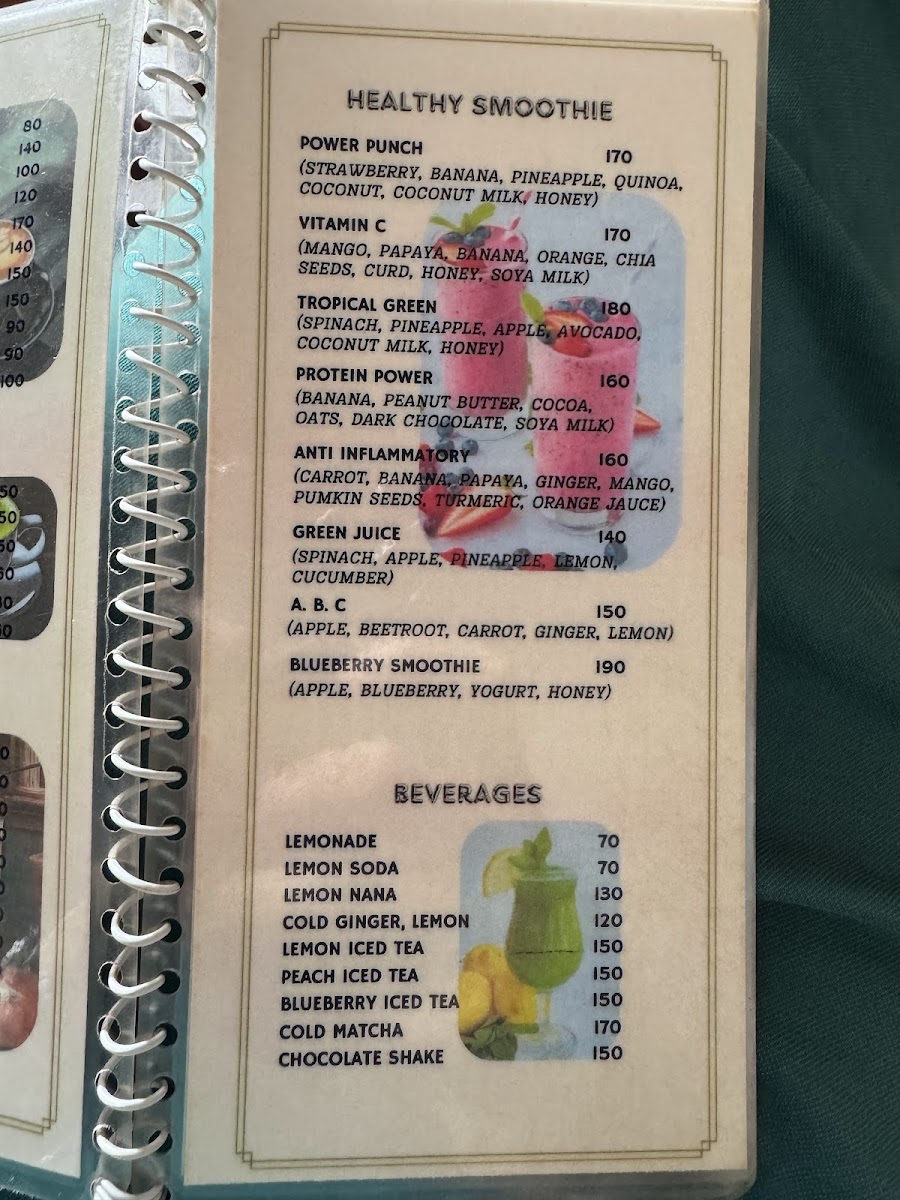 80
140
100
120
170
140
150
150
90
90
100
HEALTHY SMOOTHIE
POWER PUNCH 170
(STRAWBERRY, BANANA, PINEAPPLE, QUINOA,
COCONUT, COCONUT MILK, HONEY)
VITAMIN C 170
(MANGO, PAPAYA, BANANA, ORANGE, CHIA
SEEDS, CURD, HONEY, SOYA MILK)
TROPICAL GREEN 180
(SPINACH, PINEAPPLE, APPLE, AVOCADO,
COCONUT MILK, HONEY)
PROTEIN POWER 160
(BANANA, PEANUT BUTTER, COCOA,
OATS, DARK CHOCOLATE, SOYA MILK)
ANTI INFLAMMATORY 160
(CARROT, BANANA, PAPAYA, GINGER, MANGO,
PUMKIN SEEDS, TURMERIC, ORANGE JAUCE)
GREEN JUICE 140
(SPINACH, APPLE, PINEAPPLE, LEMON,
CUCUMBER)
A. B. C 150
(APPLE, BEETROOT, CARROT, GINGER, LEMON)
BLUEBERRY SMOOTHIE 190
(APPLE, BLUEBERRY, YOGURT, HONEY)
BEVERAGES
LEMONADE 70
LEMON SODA 70
LEMON NANA 130
COLD GINGER, LEMON 120
LEMON ICED TEA 150
PEACH ICED TEA 150
BLUEBERRY ICED TEA 150
COLD MATCHA 170
CHOCOLATE SHAKE 150